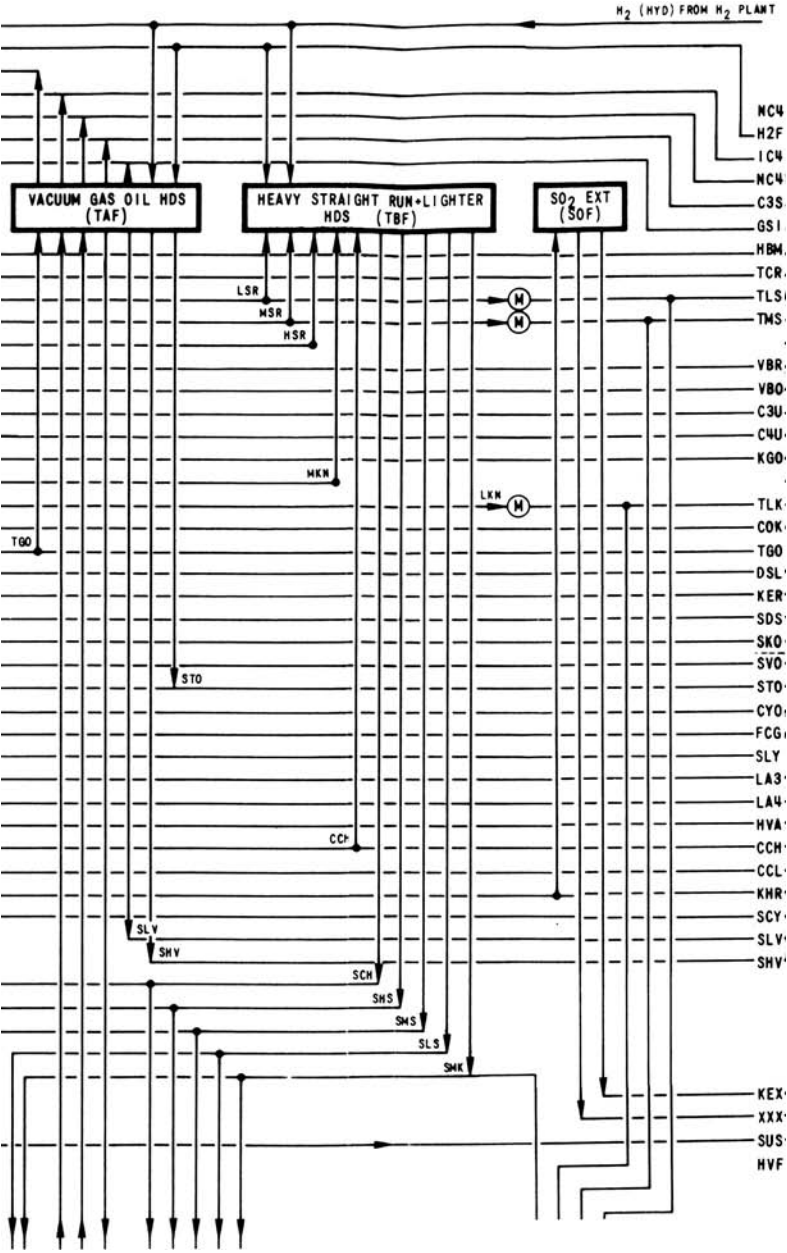 H2 (HYD) FROM H2 PLANT
NC4
H2F
IC4
NC4
C3S
GSI
VACUUM GAS OIL HDS
(TAF)
HEAVY STRAIGHT RUN+LIGHTER
HDS (TBF)
SO2 EXT
(SOF)
HBM
TCR
LSR
M
TLS
MSR
M
TMS
HSR
VBR
VBO
C3U
C4U
KGO
MKN
LKN
M
TLK
COK
TGO
TGO
DSL
KER
SDS
SKO
SVO
STO
STO
CYO
FCG
SLY
LA3
LA4
HVA
CCH
CCH
CCL
KHR
SCY
SLV
SLV
SHV
SHV
SCH
SHS
SMS
SLS
SMK
KEX
XXX
SUS
HVF